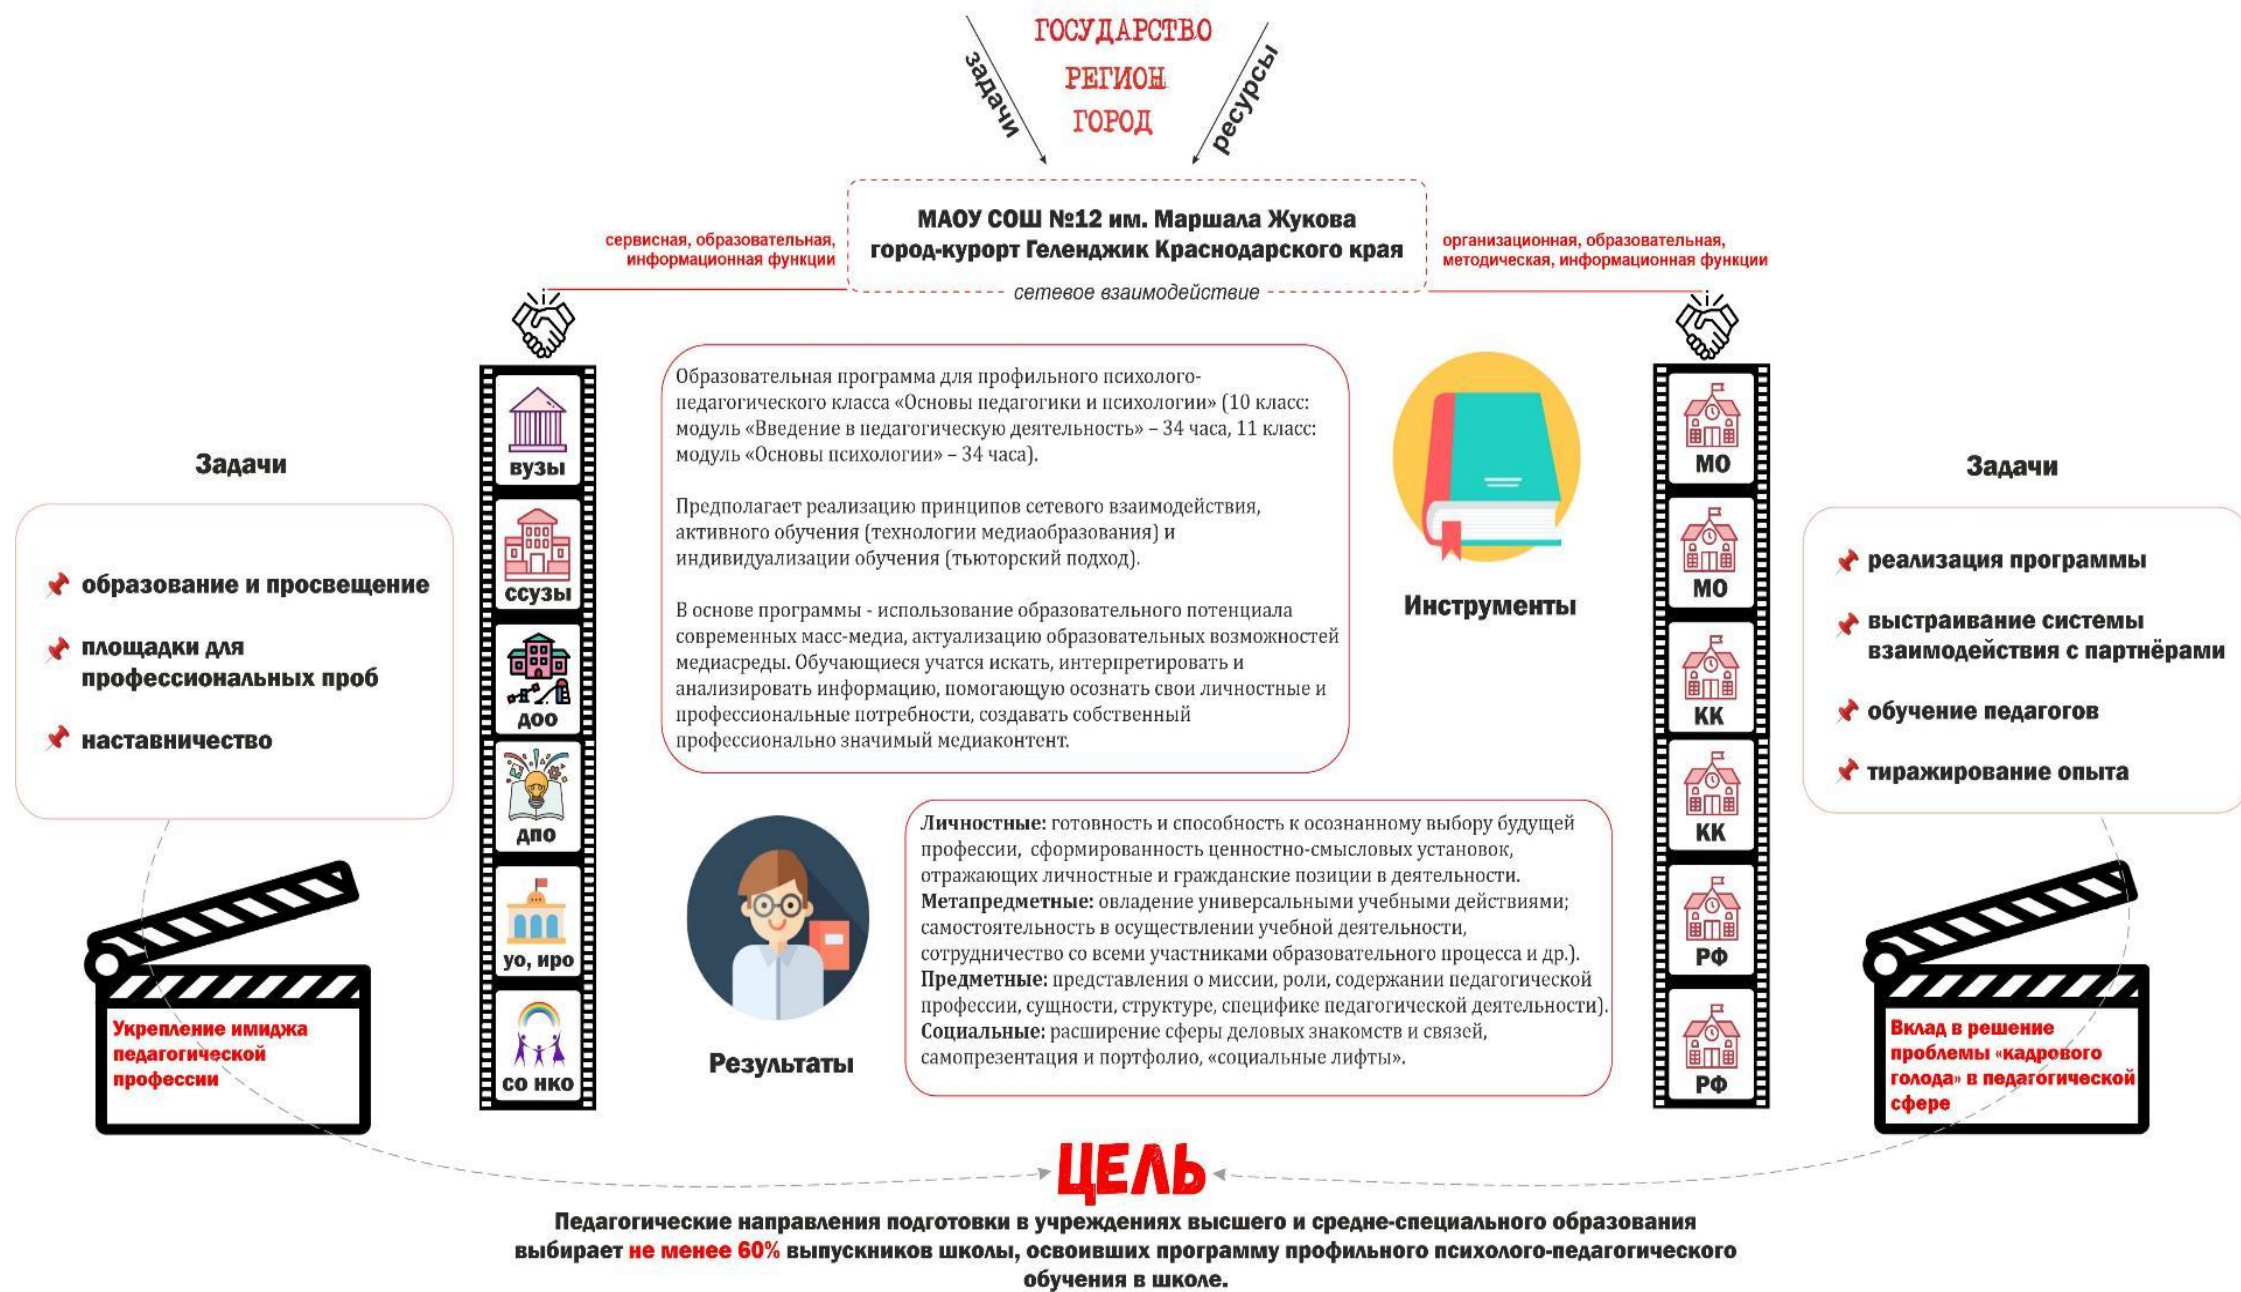 ГОСУДАРСТВО
РЕГИОН
ГОРОД
задачи
ресурсы
МАОУ СОШ №12 им. Маршала Жукова
город-курорт Геленджик Краснодарского края
сетевое взаимодействие
сервисная, образовательная,
информационная функции
организационная, образовательная,
методическая, информационная функции
Задачи
образование и просвещение
площадки для
профессиональных проб
наставничество
вузы
ссузы
доо
дпо
уо, иро
со нко
Образовательная программа для профильного психолого-
педагогического класса «Основы педагогики и психологии» (10 класс:
модуль «Введение в педагогическую деятельность» – 34 часа, 11 класс:
модуль «Основы психологии» – 34 часа).
Предполагает реализацию принципов сетевого взаимодействия,
активного обучения (технологии медиаобразования) и
индивидуализации обучения (тьюторский подход).
В основе программы - использование образовательного потенциала
современных масс-медиа, актуализацию образовательных возможностей
медиасреды. Обучающиеся учатся искать, интерпретировать и
анализировать информацию, помогающую осознать свои личностные и
профессиональные потребности, создавать собственный
профессионально значимый медиаконтент.
Инструменты
Результаты
Личностные: готовность и способность к осознанному выбору будущей
профессии, сформированность ценностно-смысловых установок,
отражающих личностные и гражданские позиции в деятельности.
Метапредметные: овладение универсальными учебными действиями;
самостоятельность в осуществлении учебной деятельности,
сотрудничество со всеми участниками образовательного процесса и др.).
Предметные: представления о миссии, роли, содержании педагогической
профессии, сущности, структуре, специфике педагогической деятельности).
Социальные: расширение сферы деловых знакомств и связей,
самопрезентация и портфолио, «социальные лифты».
МО
МО
КК
КК
РФ
РФ
Задачи
реализация программы
выстраивание системы
взаимодействия с партнёрами
обучение педагогов
тиражирование опыта
Укрепление имиджа
педагогической
профессии
Вклад в решение
проблемы «кадрового
голода» в педагогической
сфере
ЦЕЛЬ
Педагогические направления подготовки в учреждениях высшего и средне-специального образования
выбирает не менее 60% выпускников школы, освоивших программу профильного психолого-педагогического
обучения в школе.